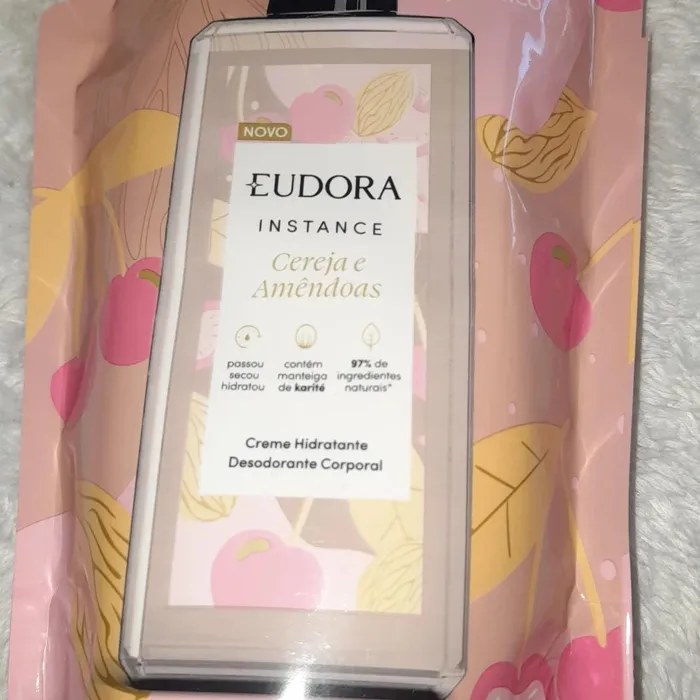 NOVO
EUDORA
INSTANCE
Cereja e
Amêndoas
passou
secou
hidratou
contém
manteiga
de karité
97% de
ingredientes
naturais*
Creme Hidratante
Desodorante Corporal